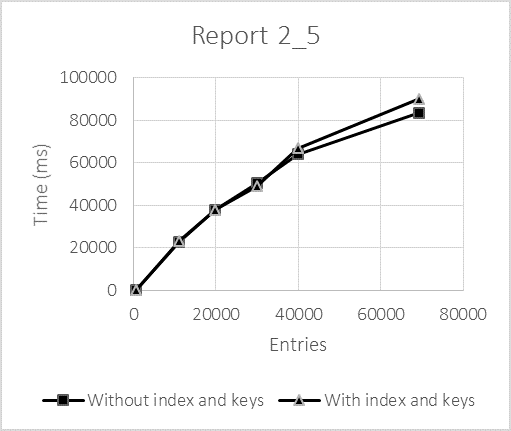 Report 2_5
100000
80000
60000
40000
20000
0
Time (ms)
0 20000 40000 60000 80000
Entries
Without index and keys With index and keys